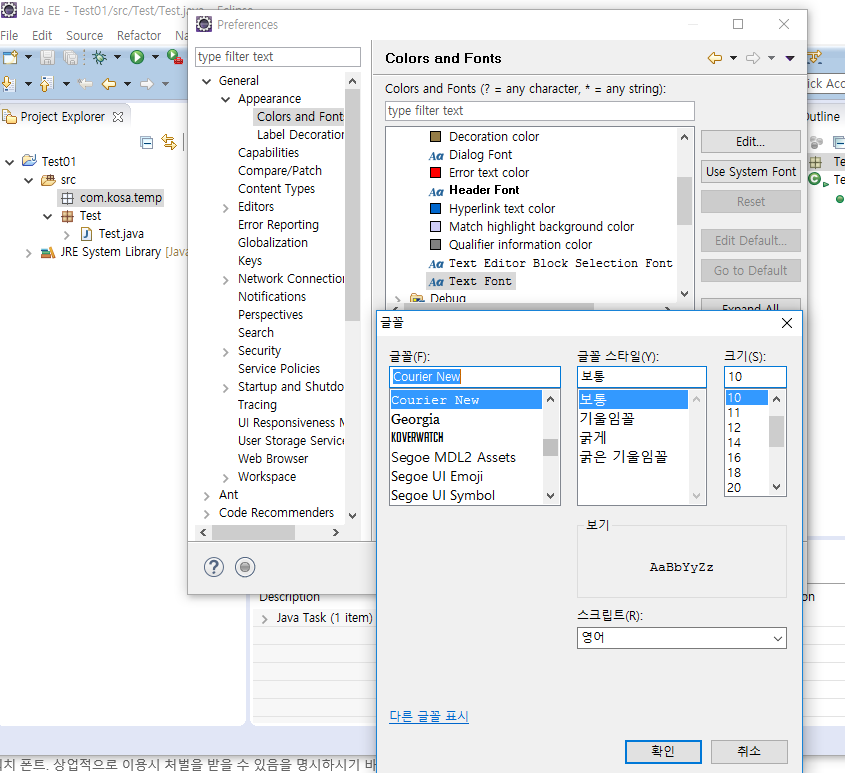 Java EE - Test01/src/Test/Test.java - Eclipse
File Edit Source Refactor Na
Project Explorer
Test01
src
com.kosa.temp
Test
Test.java
JRE System Library [Java
Preferences
type filter text
General
Appearance
Colors and Font
Label Decoration
Capabilities
Compare/Patch
Content Types
Editors
Error Reporting
Globalization
Keys
Network Connection
Notifications
Perspectives
Search
Security
Service Policies
Startup and Shutdo
Tracing
UI Responsiveness M
User Storage Service
Web Browser
Workspace
Ant
Code Recommenders
Colors and Fonts
Colors and Fonts (? = any character, * = any string):
type filter text
Decoration color
Dialog Font
Error text color
Header Font
Hyperlink text color
Match highlight background color
Qualifier information color
Text Editor Block Selection Font
Text Font
Debug
Edit...
Use System Font
Reset
Edit Default...
Go to Default
Expand All
ick Acc
Outline
Te
Te
글꼴
글꼴(F):
Courier New
Courier New
Georgia
KOVERWATCH
Segoe MDL2 Assets
Segoe UI Emoji
Segoe UI Symbol
글꼴 스타일(Y):
보통
보통
기울임꼴
굵게
굵은 기울임꼴
크기(S):
10
10
11
12
14
16
18
20
보기
AaBbYyZz
스크립트(R):
영어
다른 글꼴 표시
확인 취소
Description
on
Java Task (1 item)
치 폰트. 상업적으로 이용시 처벌을 받을 수 있음을 명시하시기 바